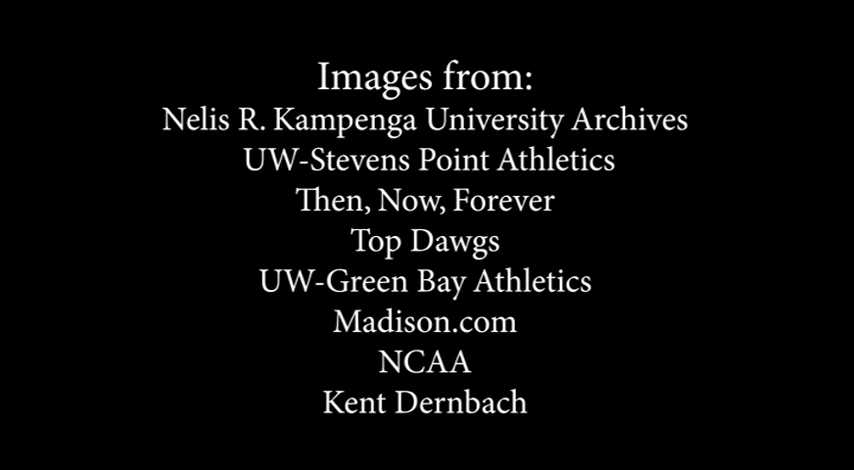 Images from:
Nelis R. Kampenga University Archives
UW-Stevens Point Athletics
Then, Now, Forever
Top Dawgs
UW-Green Bay Athletics
Madison.com
NCAA
Kent Dernbach